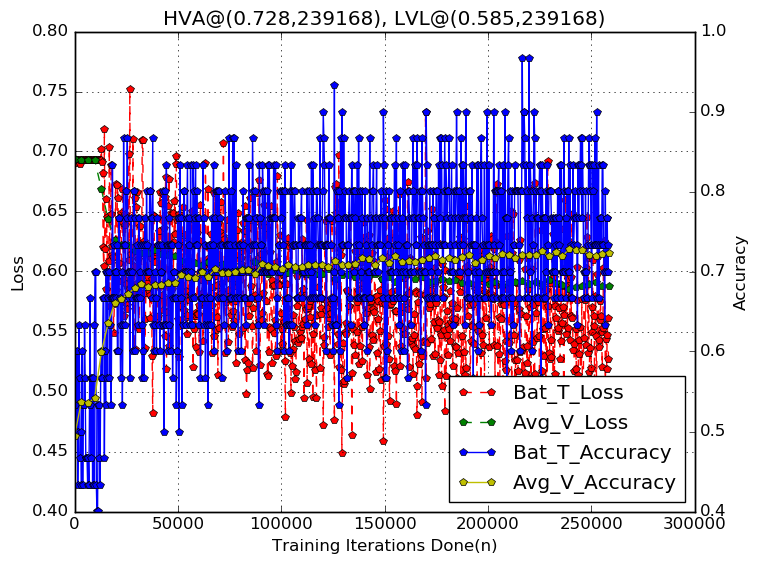 HVA@(0.728,239168), LVL@(0.585,239168)
0.80
0.75
0.70
0.65
0.60
0.55
0.50
0.45
0.40
Loss
1.0
0.9
0.8
0.7
0.6
0.5
0.4
Accuracy
Bat_T_Loss
Avg_V_Loss
Bat_T_Accuracy
Avg_V_Accuracy
0 50000 100000 150000 200000 250000 300000
Training Iterations Done(n)